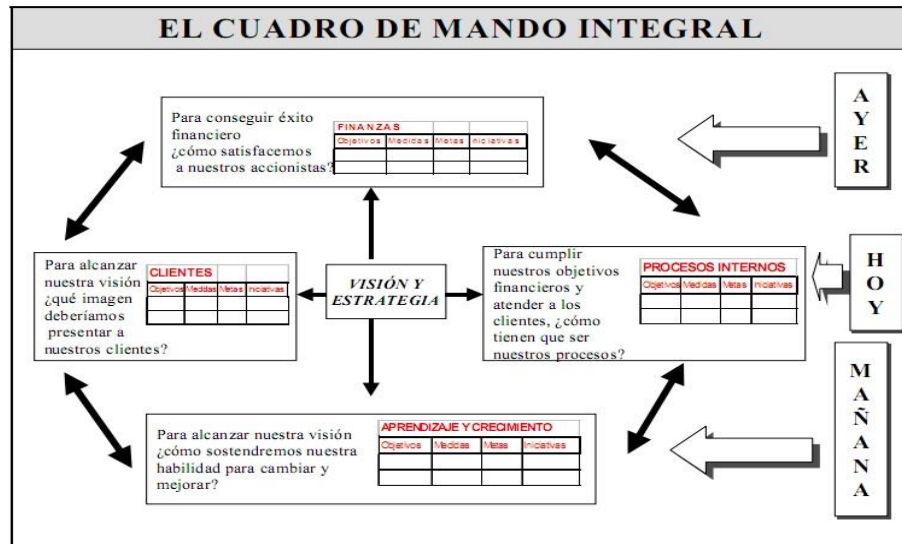 EL CUADRO DE MANDO INTEGRAL
Para conseguir éxito
financiero
¿cómo satisfacemos
a nuestros accionistas?
FINANZAS
Objetivos Medidas Metas Iniciativas
AYER
Para alcanzar
nuestra visión
¿qué imagen
deberíamos
presentar a
nuestros clientes?
CLIENTES
Objetivos Medidas Metas Iniciativas
VISIÓN Y
ESTRATEGIA
Para cumplir
nuestros objetivos
financieros y
atender a los
clientes, ¿cómo
tienen que ser
nuestros procesos?
PROCESOS INTERNOS
Objetivos Medidas Metas Iniciativas
HOY
Para alcanzar nuestra visión
¿cómo sostendremos nuestra
habilidad para cambiar y
mejorar?
APRENDIZAJE Y CRECIMIENTO
Objetivos Medidas Metas Iniciativas
MAÑANA